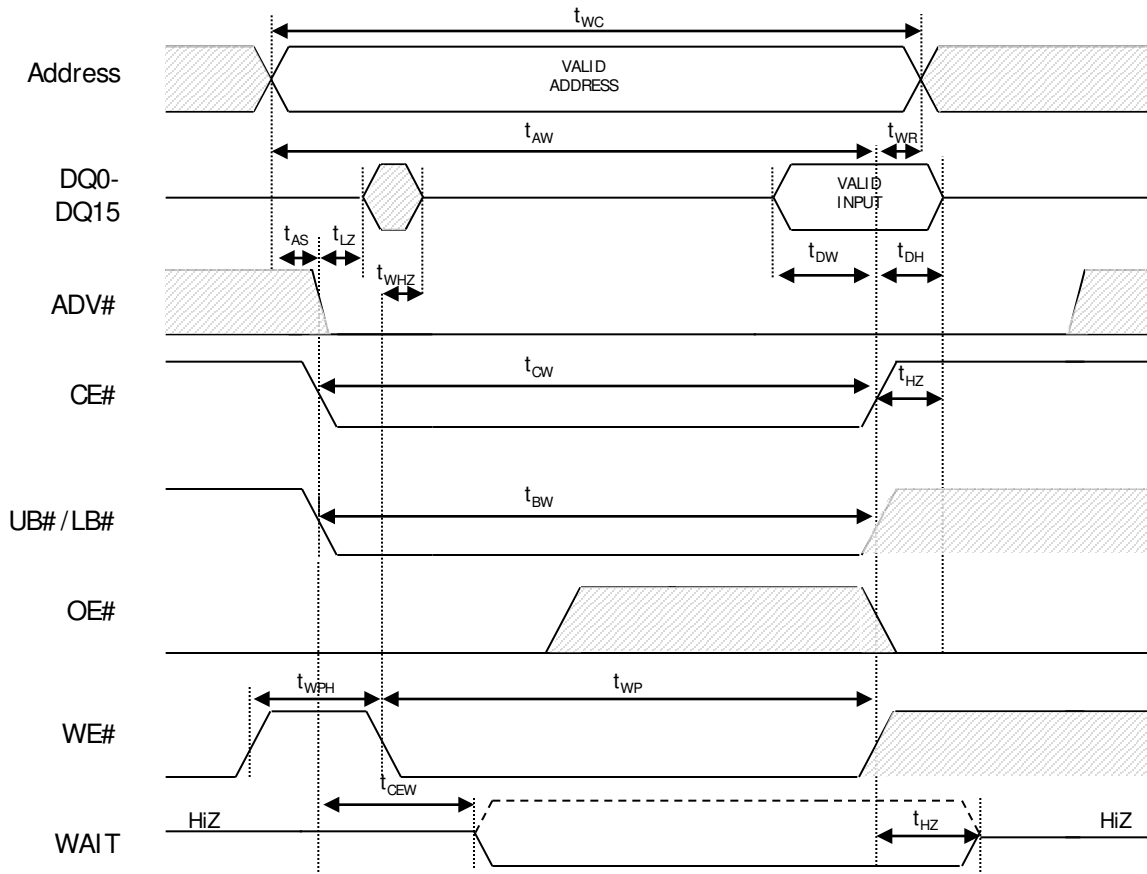 tWC
Address
VALID
ADDRESS
tAW
tWR
DQ0-
DQ15
VALID
INPUT
tAS
tLZ
tWHZ
tDW
tDH
ADV#
tCW
CE#
tHZ
tBW
UB# / LB#
OE#
tWPH
tWP
WE#
tCEW
HiZ
tHZ
HiZ
WAIT